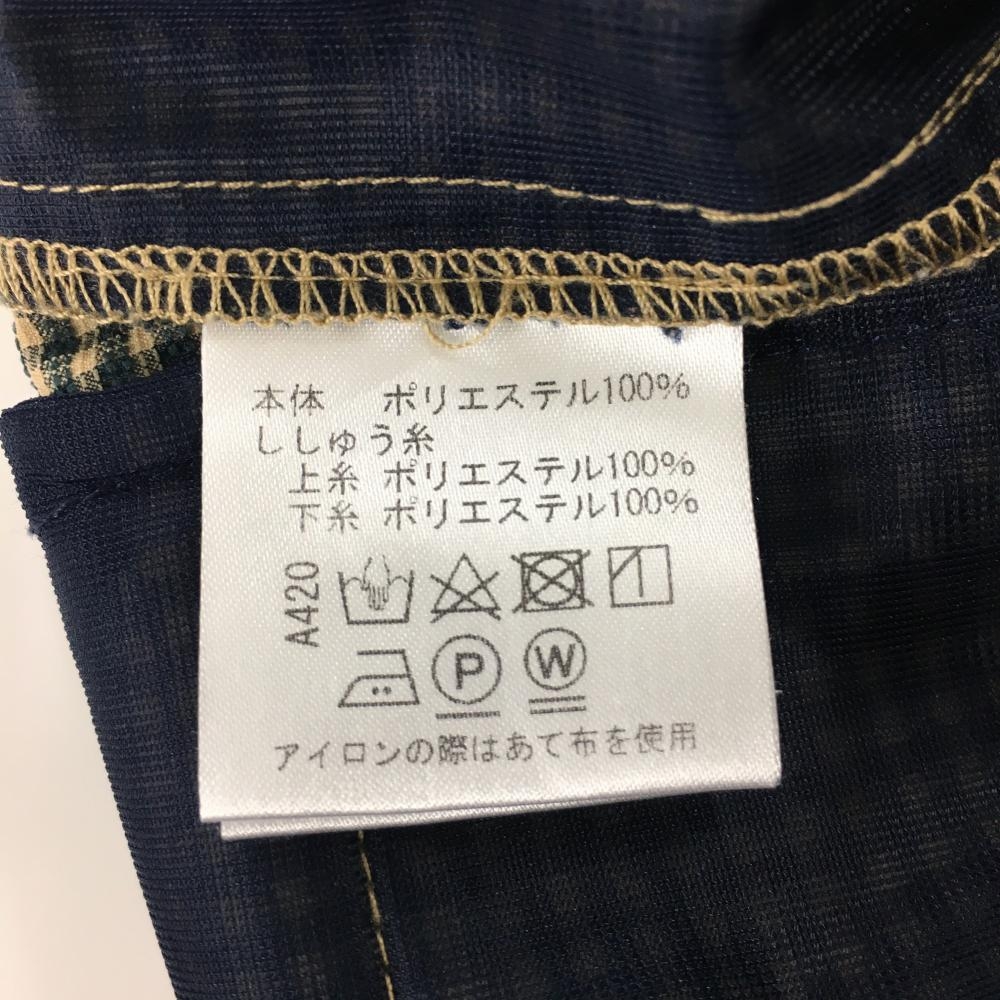 本体 ポリエステル100%
ししゅう糸
上糸 ポリエステル100%
下糸 ポリエステル100%
A420
P W
アイロンの際はあて布を使用